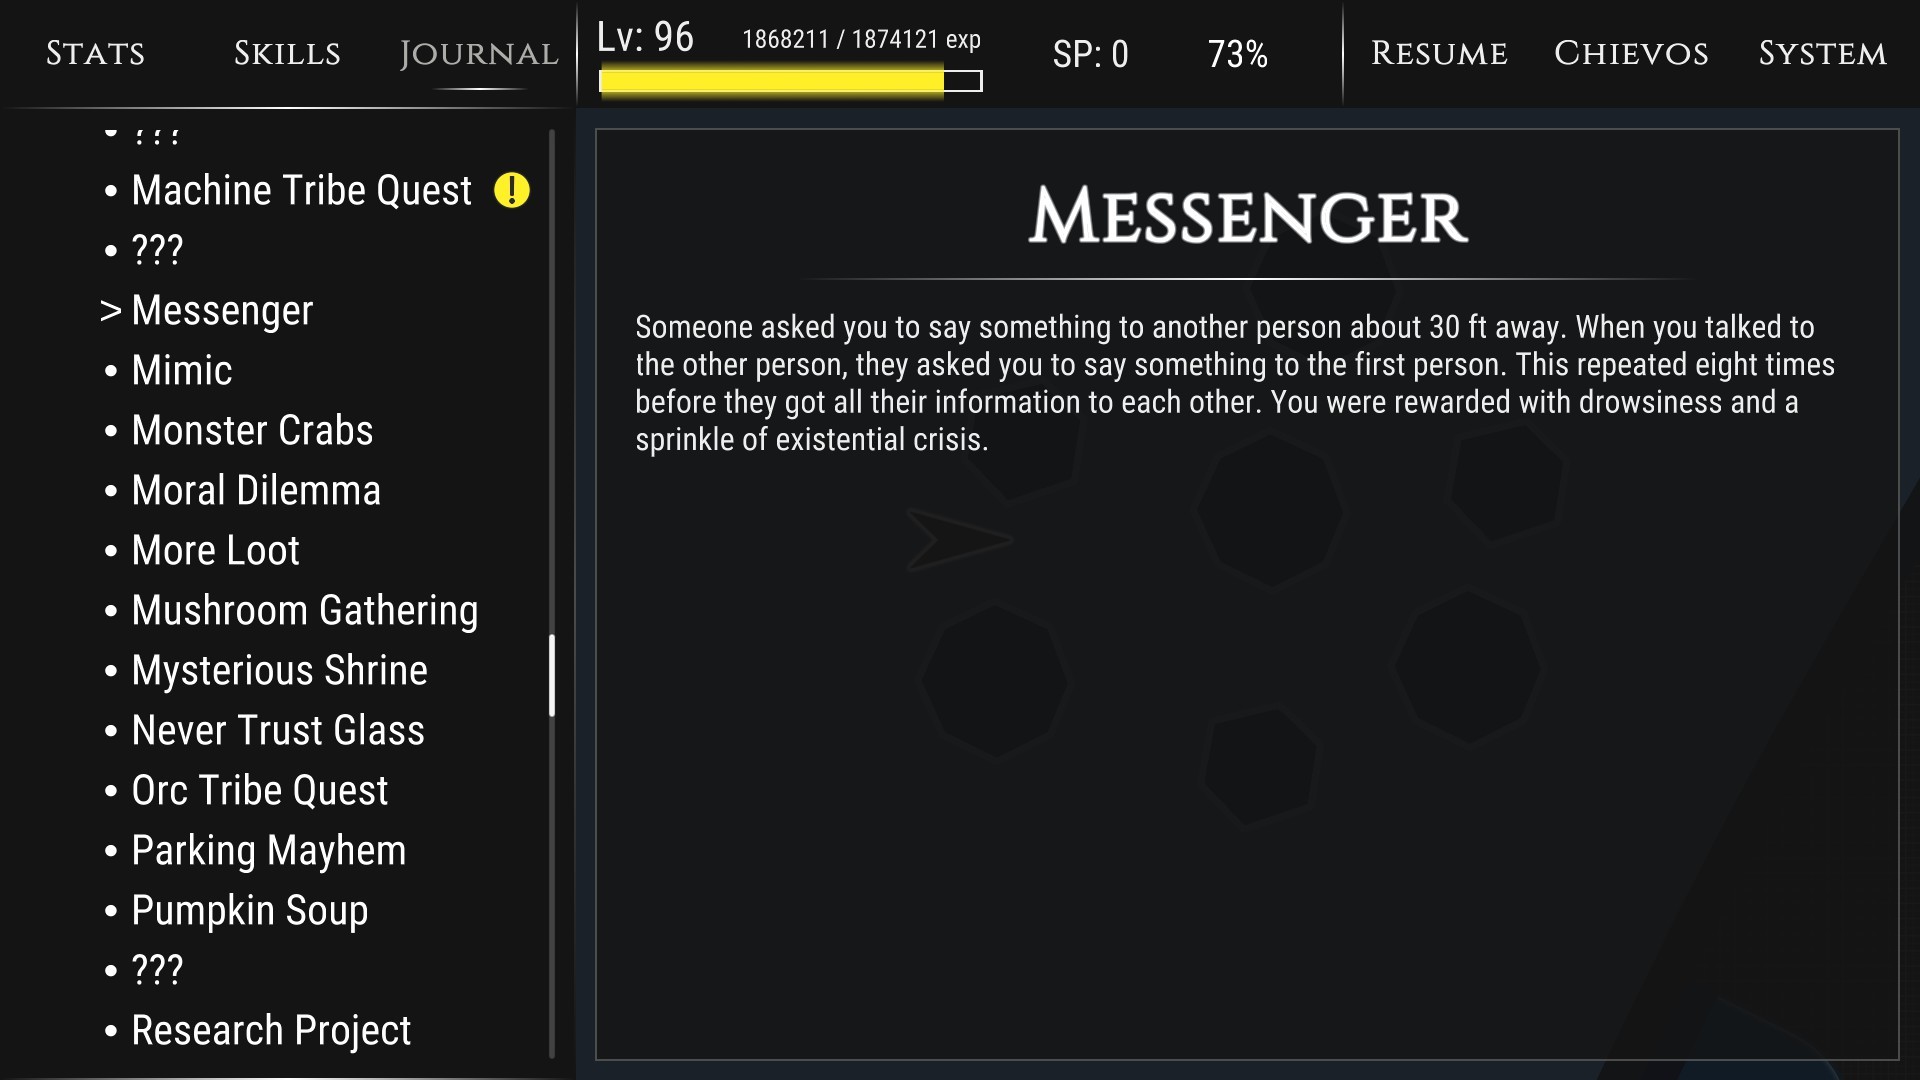 Stats
Skills
Journal
Lv: 96
1868211 / 1874121 exp
SP: 0
73%
Resume
Chievos
System
• ???
• Machine Tribe Quest !
• ???
> Messenger
• Mimic
• Monster Crabs
• Moral Dilemma
• More Loot
• Mushroom Gathering
• Mysterious Shrine
• Never Trust Glass
• Orc Tribe Quest
• Parking Mayhem
• Pumpkin Soup
• ???
• Research Project
Messenger
Someone asked you to say something to another person about 30 ft away. When you talked to
the other person, they asked you to say something to the first person. This repeated eight times
before they got all their information to each other. You were rewarded with drowsiness and a
sprinkle of existential crisis.